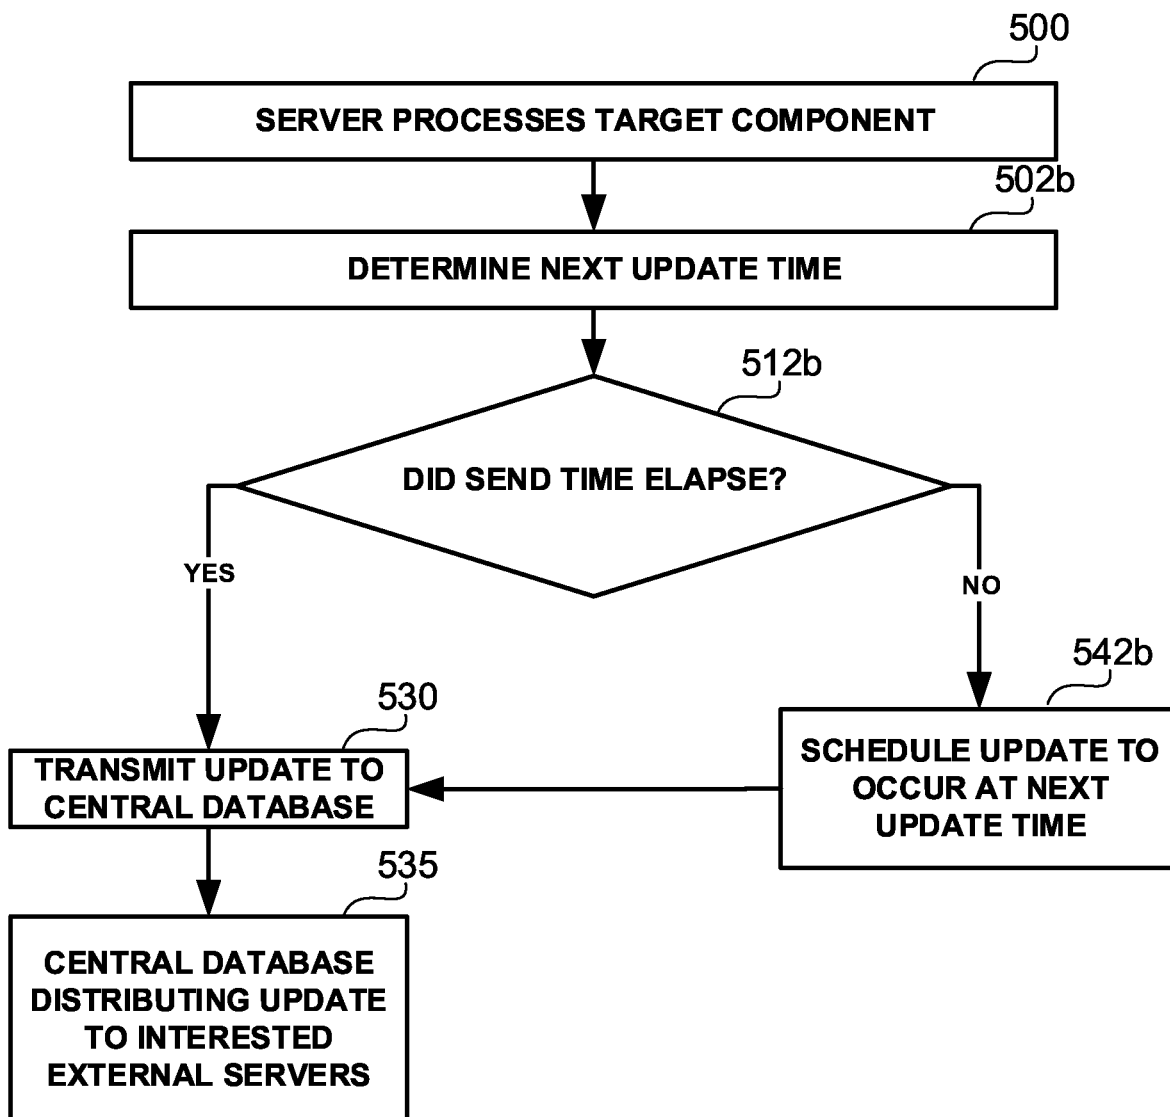 500
SERVER PROCESSES TARGET COMPONENT
502b
DETERMINE NEXT UPDATE TIME
512b
DID SEND TIME ELAPSE?
YES
NO
542b
530
SCHEDULE UPDATE TO
OCCUR AT NEXT
UPDATE TIME
TRANSMIT UPDATE TO
CENTRAL DATABASE
535
CENTRAL DATABASE
DISTRIBUTING UPDATE
TO INTERESTED
EXTERNAL SERVERS